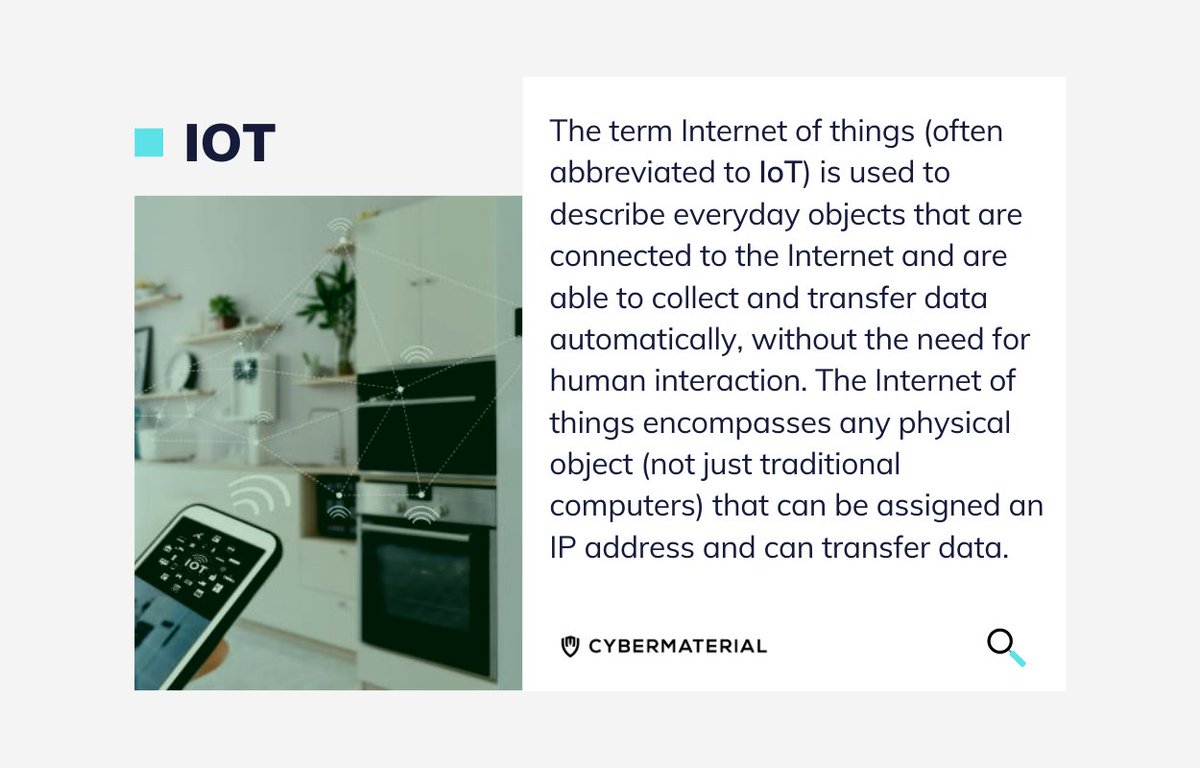 IOT
The term Internet of things (often
abbreviated to IoT) is used to
describe everyday objects that are
connected to the Internet and are
able to collect and transfer data
automatically, without the need for
human interaction. The Internet of
things encompasses any physical
object (not just traditional
computers) that can be assigned an
IP address and can transfer data.
IOT
CYBERMATERIAL